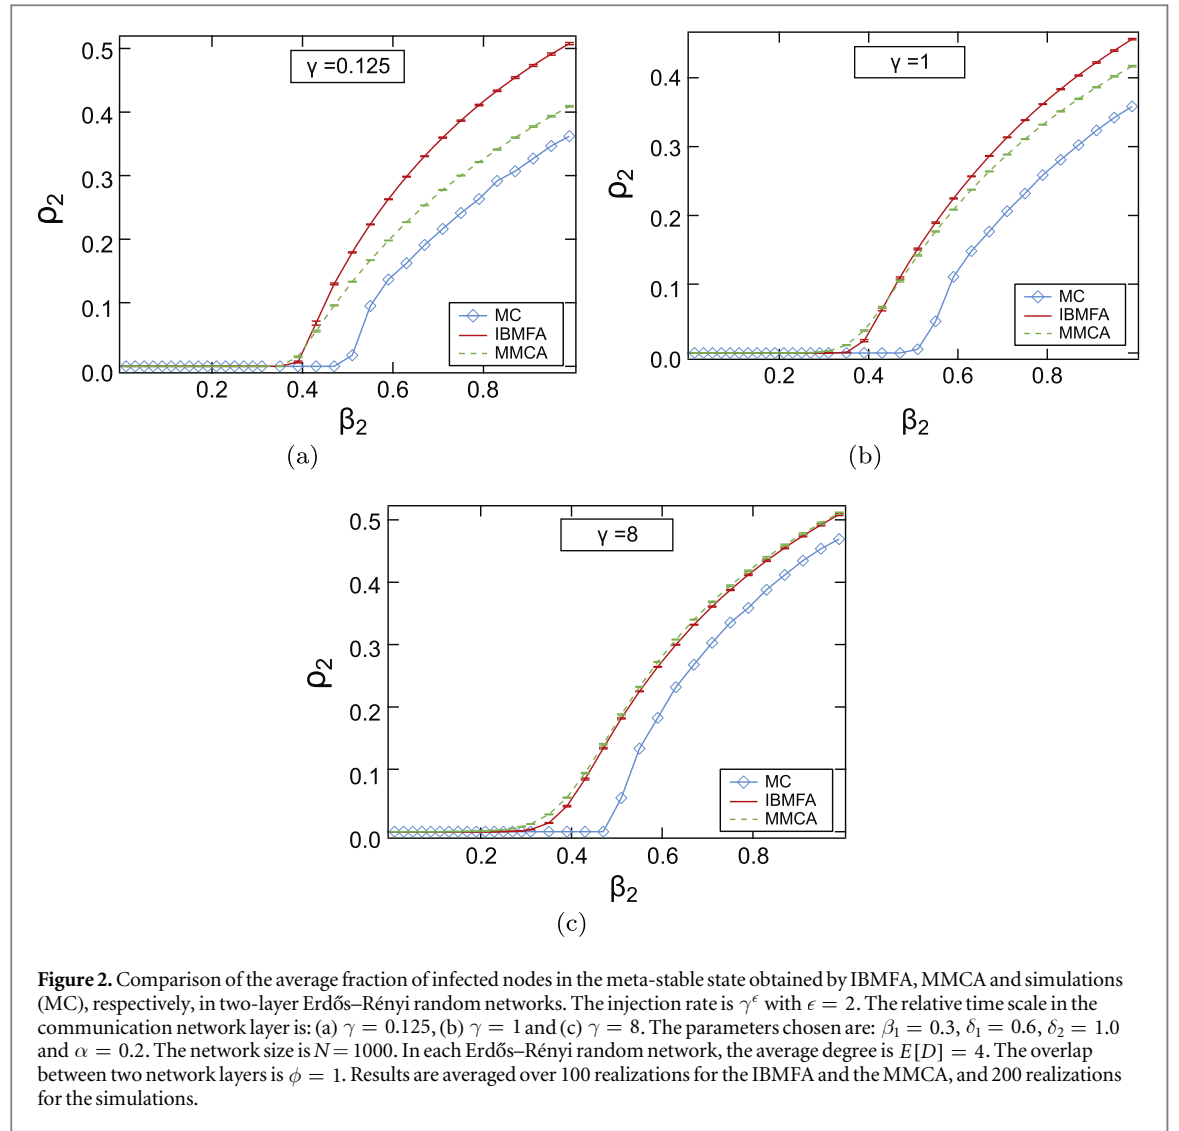 γ =0.125
0.5
0.4
0.3
0.2
0.1
0.0
ρ2
0.2 0.4 0.6 0.8
β2
MC
IBMFA
MMCA
(a)
γ =1
0.4
0.3
0.2
0.1
0.0
ρ2
0.2 0.4 0.6 0.8
β2
MC
IBMFA
MMCA
(b)
γ =8
0.5
0.4
0.3
0.2
0.1
0.0
ρ2
0.2 0.4 0.6 0.8
β2
MC
IBMFA
MMCA
(c)
Figure 2. Comparison of the average fraction of infected nodes in the meta-stable state obtained by IBMFA, MMCA and simulations
(MC), respectively, in two-layer Erdős–Rényi random networks. The injection rate is γ^ϵ with ϵ = 2. The relative time scale in the
communication network layer is: (a) γ = 0.125, (b) γ = 1 and (c) γ = 8. The parameters chosen are: β1 = 0.3, δ1 = 0.6, δ2 = 1.0
and α = 0.2. The network size is N = 1000. In each Erdős–Rényi random network, the average degree is E[D] = 4. The overlap
between two network layers is ϕ = 1. Results are averaged over 100 realizations for the IBMFA and the MMCA, and 200 realizations
for the simulations.